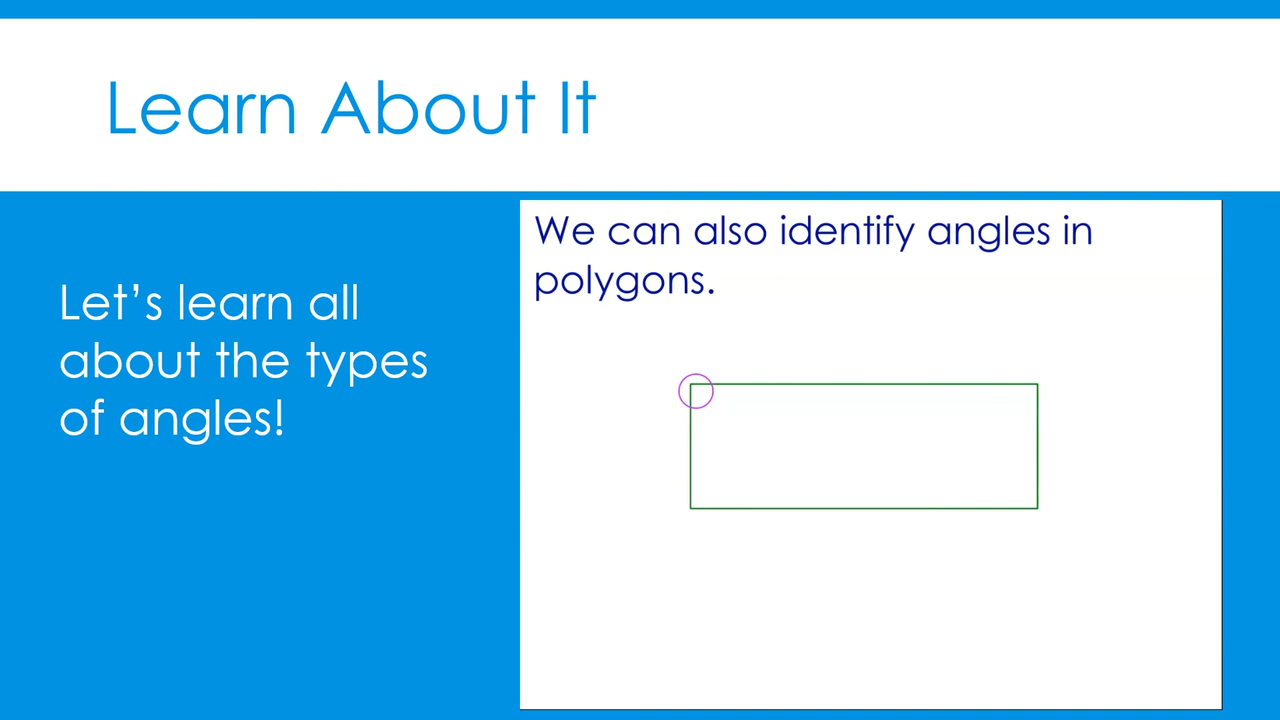 Learn About It
Let's learn all
about the types
of angles!
We can also identify angles in
polygons.